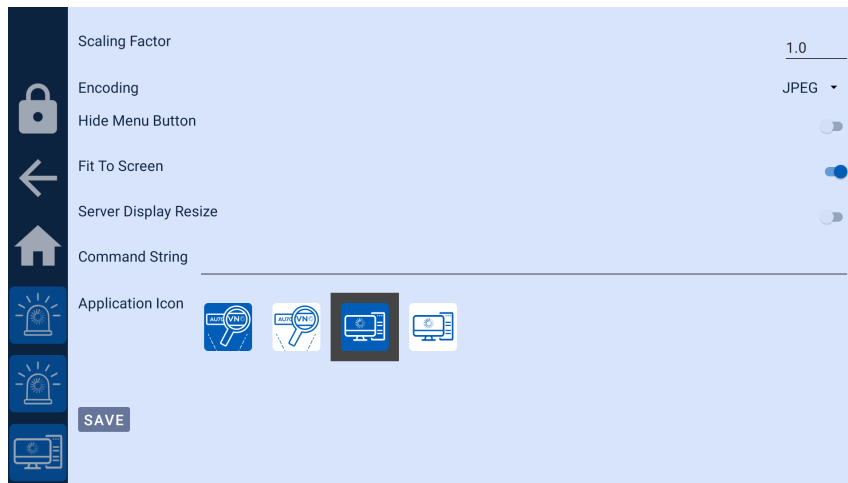 Scaling Factor
1.0
Encoding
JPEG
Hide Menu Button
Fit To Screen
Server Display Resize
Command String
Application Icon
AUTO VNC
AUTO VNC
SAVE